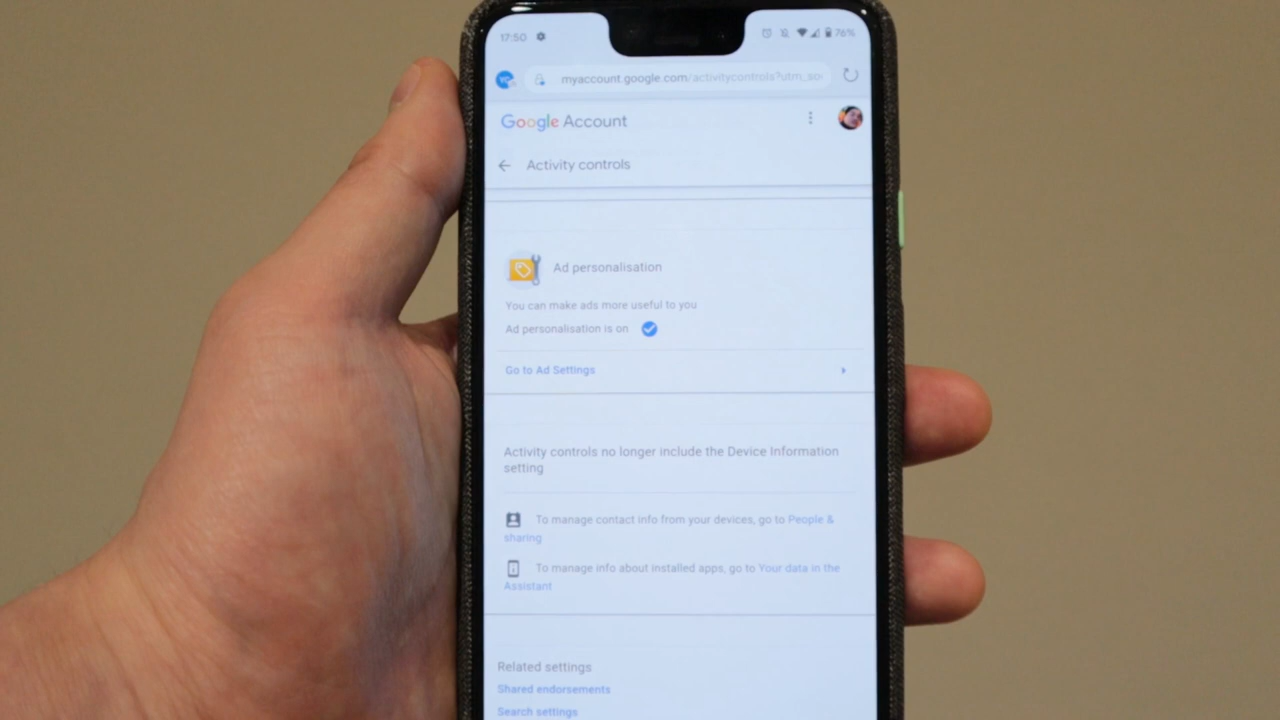 17:50 76%
myaccount.google.com/activitycontrols?utm_so
Google Account
Activity controls
Ad personalisation
You can make ads more useful to you
Ad personalisation is on
Go to Ad Settings
Activity controls no longer include the Device Information
setting
To manage contact info from your devices, go to People &
sharing
To manage info about installed apps, go to Your data in the
Assistant
Related settings
Shared endorsements
Search settings